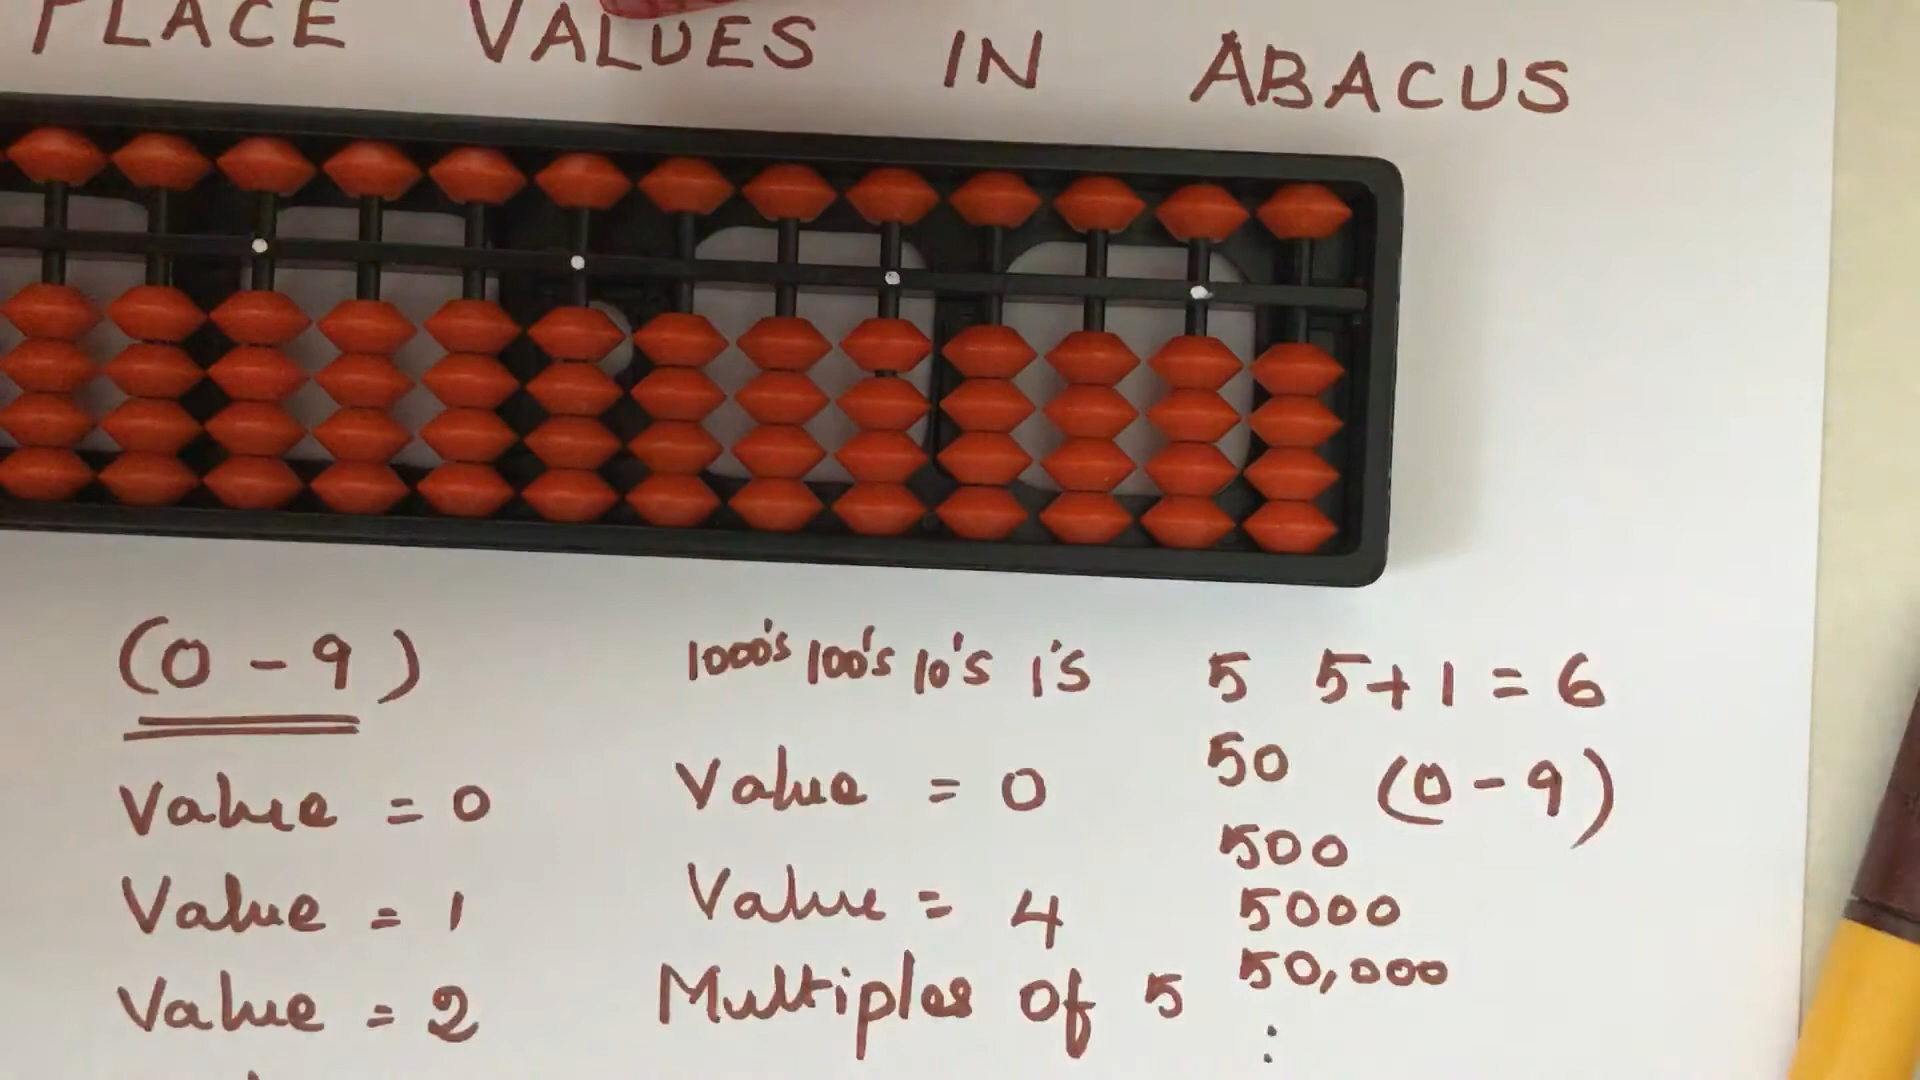 PLACE VALUES IN ABACUS
(0 - 9)
Value = 0
Value = 1
Value = 2
1000's 100's 10's 1's
Value = 0
Value = 4
Multiples of 5
5 5+1 = 6
50 (0 - 9)
500
5000
50,000
⋮